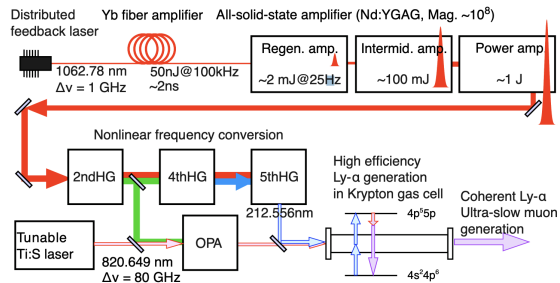 Distributed
feedback laser
Yb fiber amplifier
All-solid-state amplifier (Nd:YGAG, Mag. ~10⁸)
1062.78 nm
Δν = 1 GHz
50nJ@100kHz
~2ns
Regen. amp.
~2 mJ@25Hz
Intermid. amp.
~100 mJ
Power amp.
~1 J
Nonlinear frequency conversion
2ndHG
4thHG
5thHG
212.556nm
High efficiency
Ly-α generation
in Krypton gas cell
4p⁵5p
4s²4p⁶
Coherent Ly-α
Ultra-slow muon
generation
Tunable
Ti:S laser
820.649 nm
Δν = 80 GHz
OPA